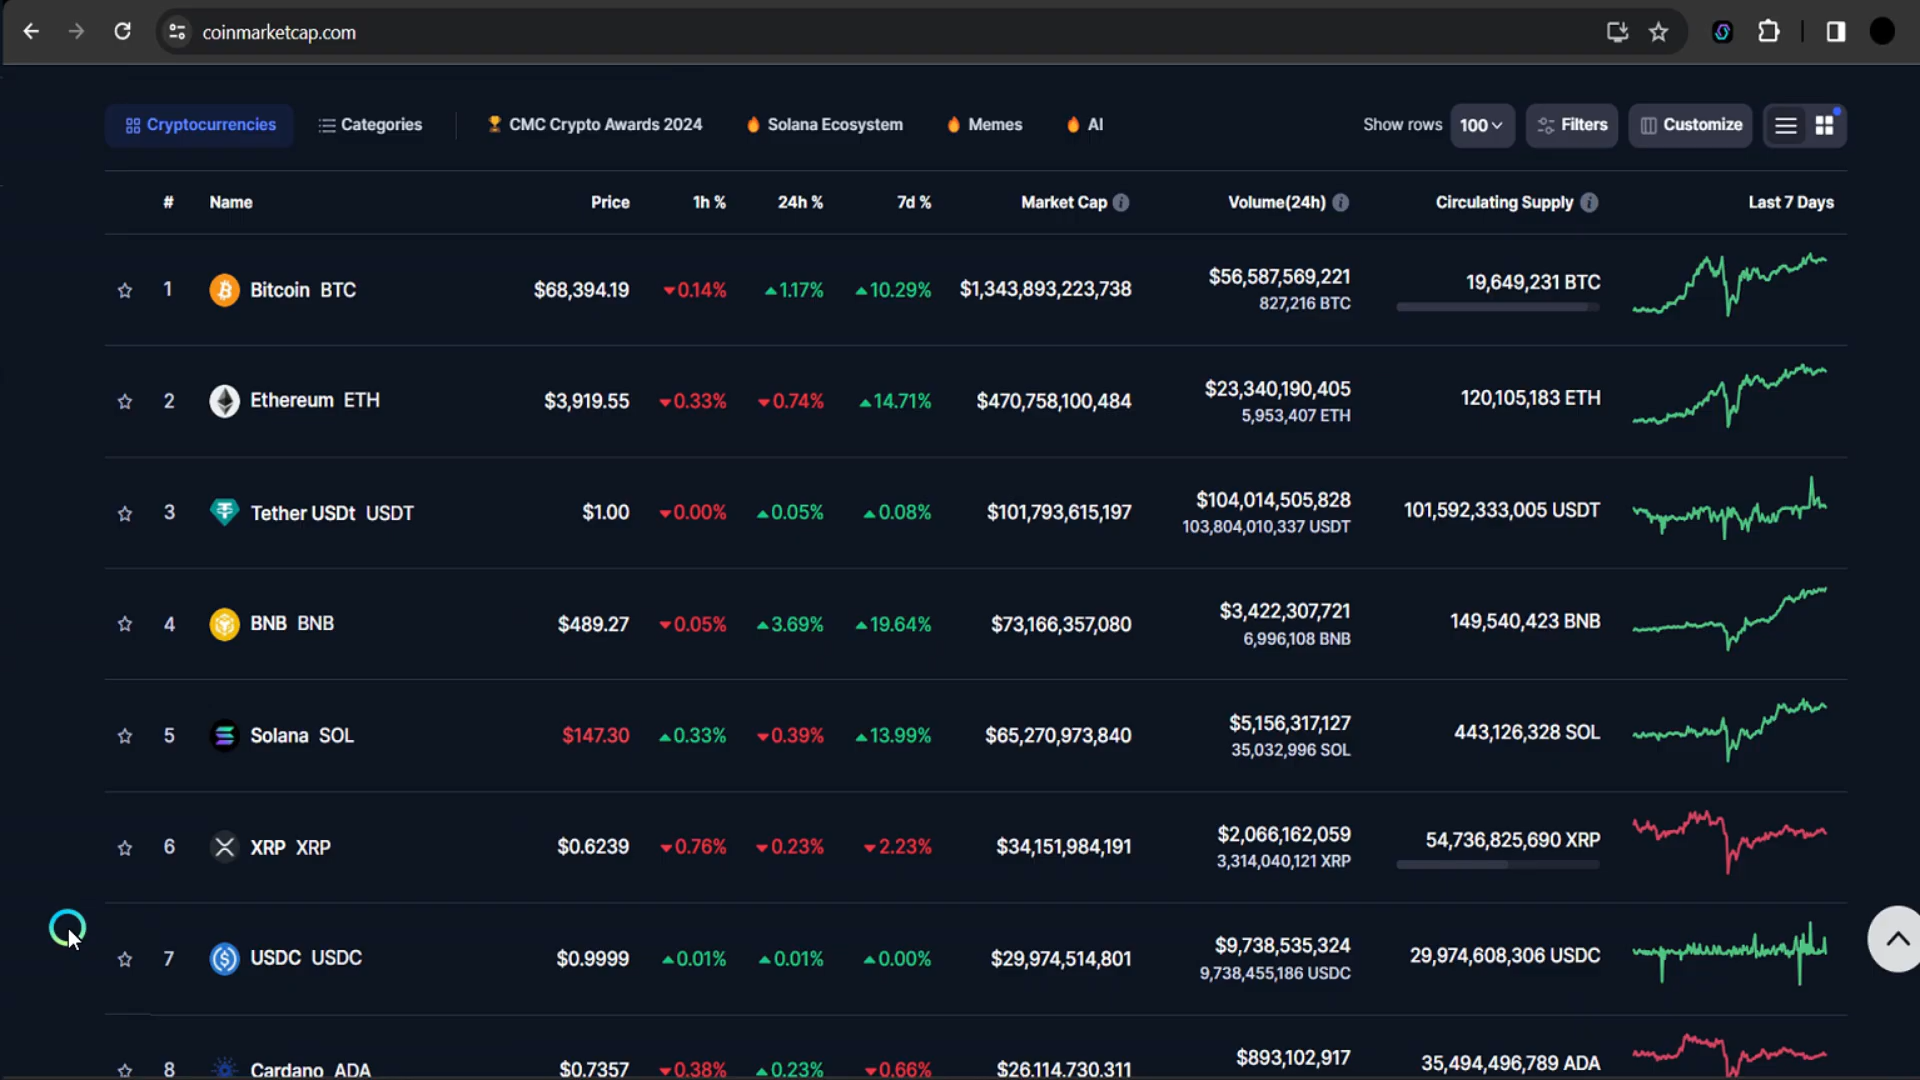 coinmarketcap.com
Cryptocurrencies Categories CMC Crypto Awards 2024 Solana Ecosystem Memes AI Show rows 100 Filters Customize
# Name Price 1h % 24h % 7d % Market Cap Volume(24h) Circulating Supply Last 7 Days
1 Bitcoin BTC $68,394.19 0.14% 1.17% 10.29% $1,343,893,223,738 $56,587,569,221 19,649,231 BTC
827,216 BTC
2 Ethereum ETH $3,919.55 0.33% 0.74% 14.71% $470,758,100,484 $23,340,190,405 120,105,183 ETH
5,953,407 ETH
3 Tether USDt USDT $1.00 0.00% 0.05% 0.08% $101,793,615,197 $104,014,505,828 101,592,333,005 USDT
103,804,010,337 USDT
4 BNB BNB $489.27 0.05% 3.69% 19.64% $73,166,357,080 $3,422,307,721 149,540,423 BNB
6,996,108 BNB
5 Solana SOL $147.30 0.33% 0.39% 13.99% $65,270,973,840 $5,156,317,127 443,126,328 SOL
35,032,996 SOL
6 XRP XRP $0.6239 0.76% 0.23% 2.23% $34,151,984,191 $2,066,162,059 54,736,825,690 XRP
3,314,040,121 XRP
7 USDC USDC $0.9999 0.01% 0.01% 0.00% $29,974,514,801 $9,738,535,324 29,974,608,306 USDC
9,738,455,186 USDC
8 Cardano ADA $0.7357 0.38% 0.23% 0.66% $26,114,730,311 $893,102,917 35,494,496,789 ADA